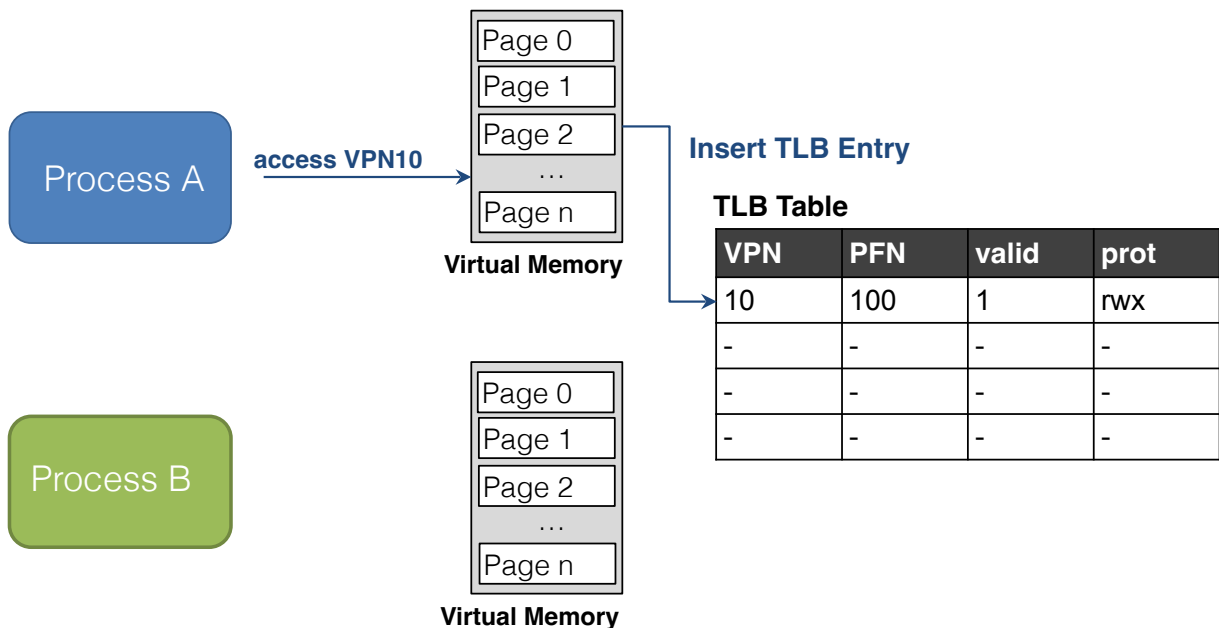 Process A
access VPN10
Page 0
Page 1
Page 2
...
Page n
Virtual Memory
Insert TLB Entry
TLB Table
VPN PFN valid prot
10 100 1 rwx
- - - -
- - - -
- - - -
Process B
Page 0
Page 1
Page 2
...
Page n
Virtual Memory